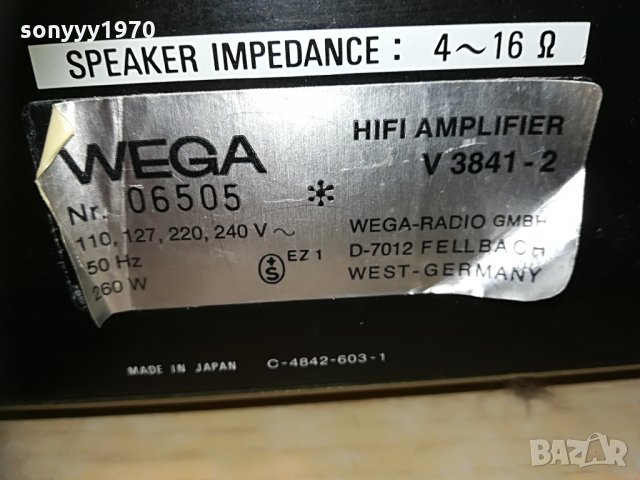 sonyyy1970
SPEAKER IMPEDANCE: 4~16 Ω
WEGA
HIFI AMPLIFIER
V 3841-2
Nr. 06505 *
110, 127, 220, 240 V ~
50 Hz
260 W
S EZ 1
WEGA-RADIO GMBH
D-7012 FELLBACH
WEST-GERMANY
MADE IN JAPAN C-4842-603-1
BAZAR